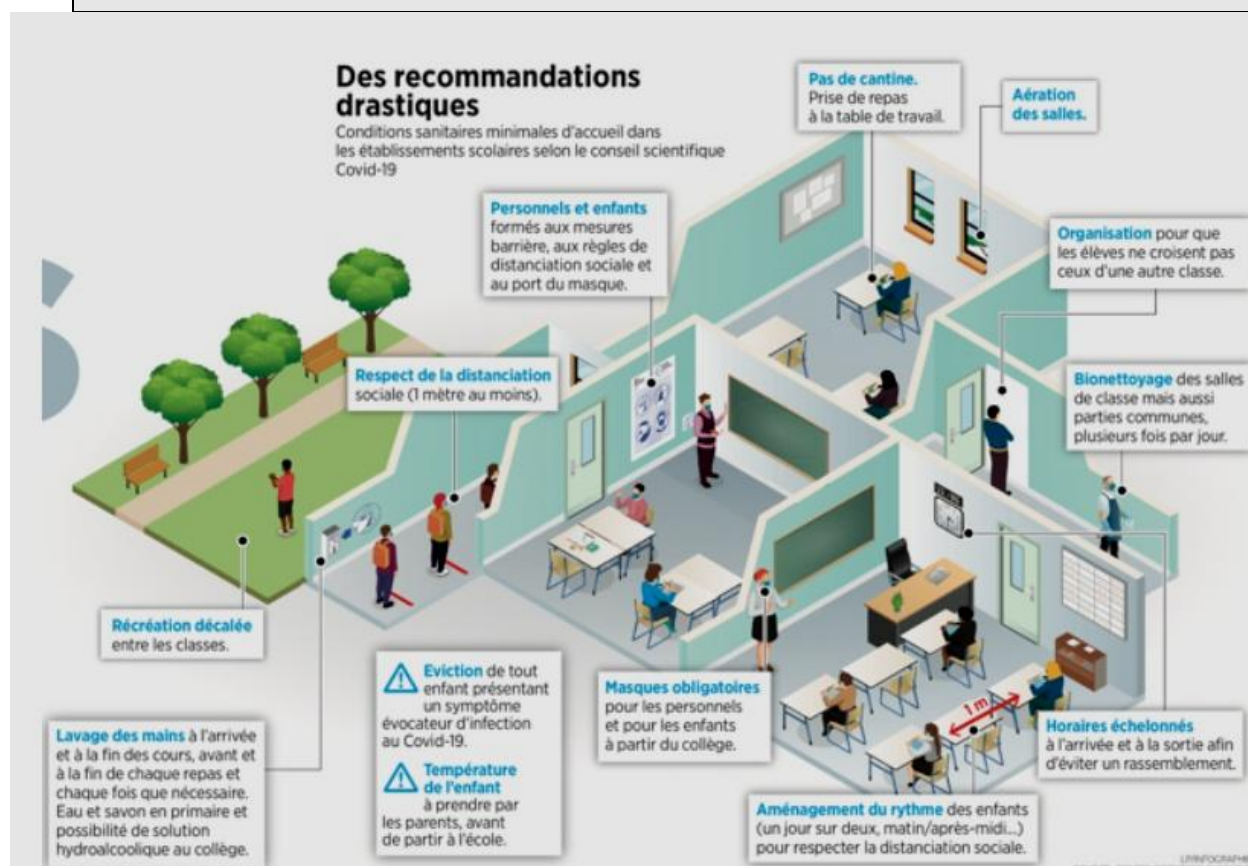 Des recommandations
drastiques
Conditions sanitaires minimales d'accueil dans
les établissements scolaires selon le conseil scientifique
Covid-19
Pas de cantine.
Prise de repas
à la table de travail.
Aération
des salles.
Personnels et enfants
formés aux mesures
barrière, aux règles de
distanciation sociale et
au port du masque.
Organisation pour que
les élèves ne croisent pas
ceux d'une autre classe.
Respect de la distanciation
sociale (1 mètre au moins).
Bionettoyage des salles
de classe mais aussi
parties communes,
plusieurs fois par jour.
Récréation décalée
entre les classes.
Eviction de tout
enfant présentant
un symptôme
évocateur d'infection
au Covid-19.
Température
de l'enfant
à prendre par
les parents, avant
de partir à l'école.
Masques obligatoires
pour les personnels
et pour les enfants
à partir du collège.
1 m
Horaires échelonnés
à l'arrivée et à la sortie afin
d'éviter un rassemblement.
Lavage des mains à l'arrivée
et à la fin des cours, avant et
à la fin de chaque repas et
chaque fois que nécessaire.
Eau et savon en primaire et
possibilité de solution
hydroalcoolique au collège.
Aménagement du rythme des enfants
(un jour sur deux, matin/après-midi...)
pour respecter la distanciation sociale.